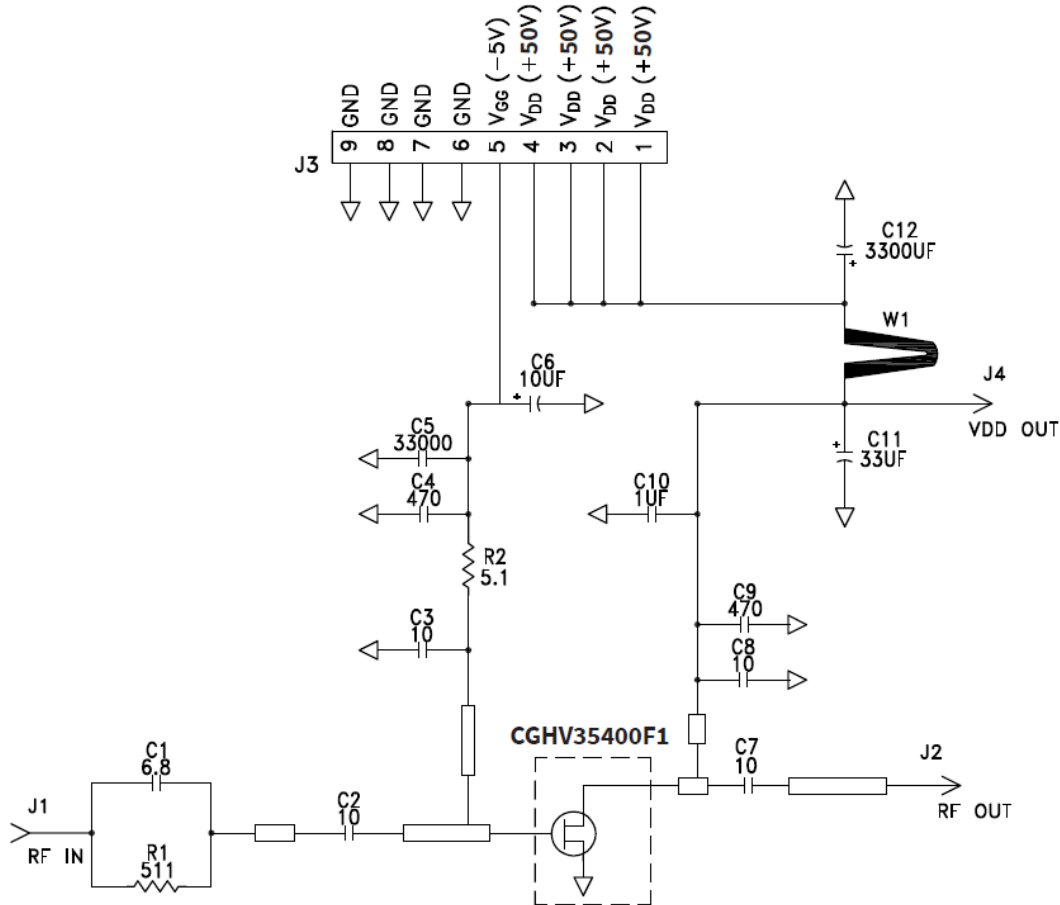 VGG (−5V)
VDD (+50V)
VDD (+50V)
VDD (+50V)
VDD (+50V)
GND
GND
GND
GND
J3
9 8 7 6 5 4 3 2 1
C12
3300UF
+
W1
J4
VDD OUT
C6
10UF
+
C11
33UF
+
C5
33000
C4
470
C10
1UF
R2
5.1
C3
10
C9
470
C8
10
CGHV35400F1
C1
6.8
C7
10
J2
RF OUT
J1
RF IN
C2
10
R1
511